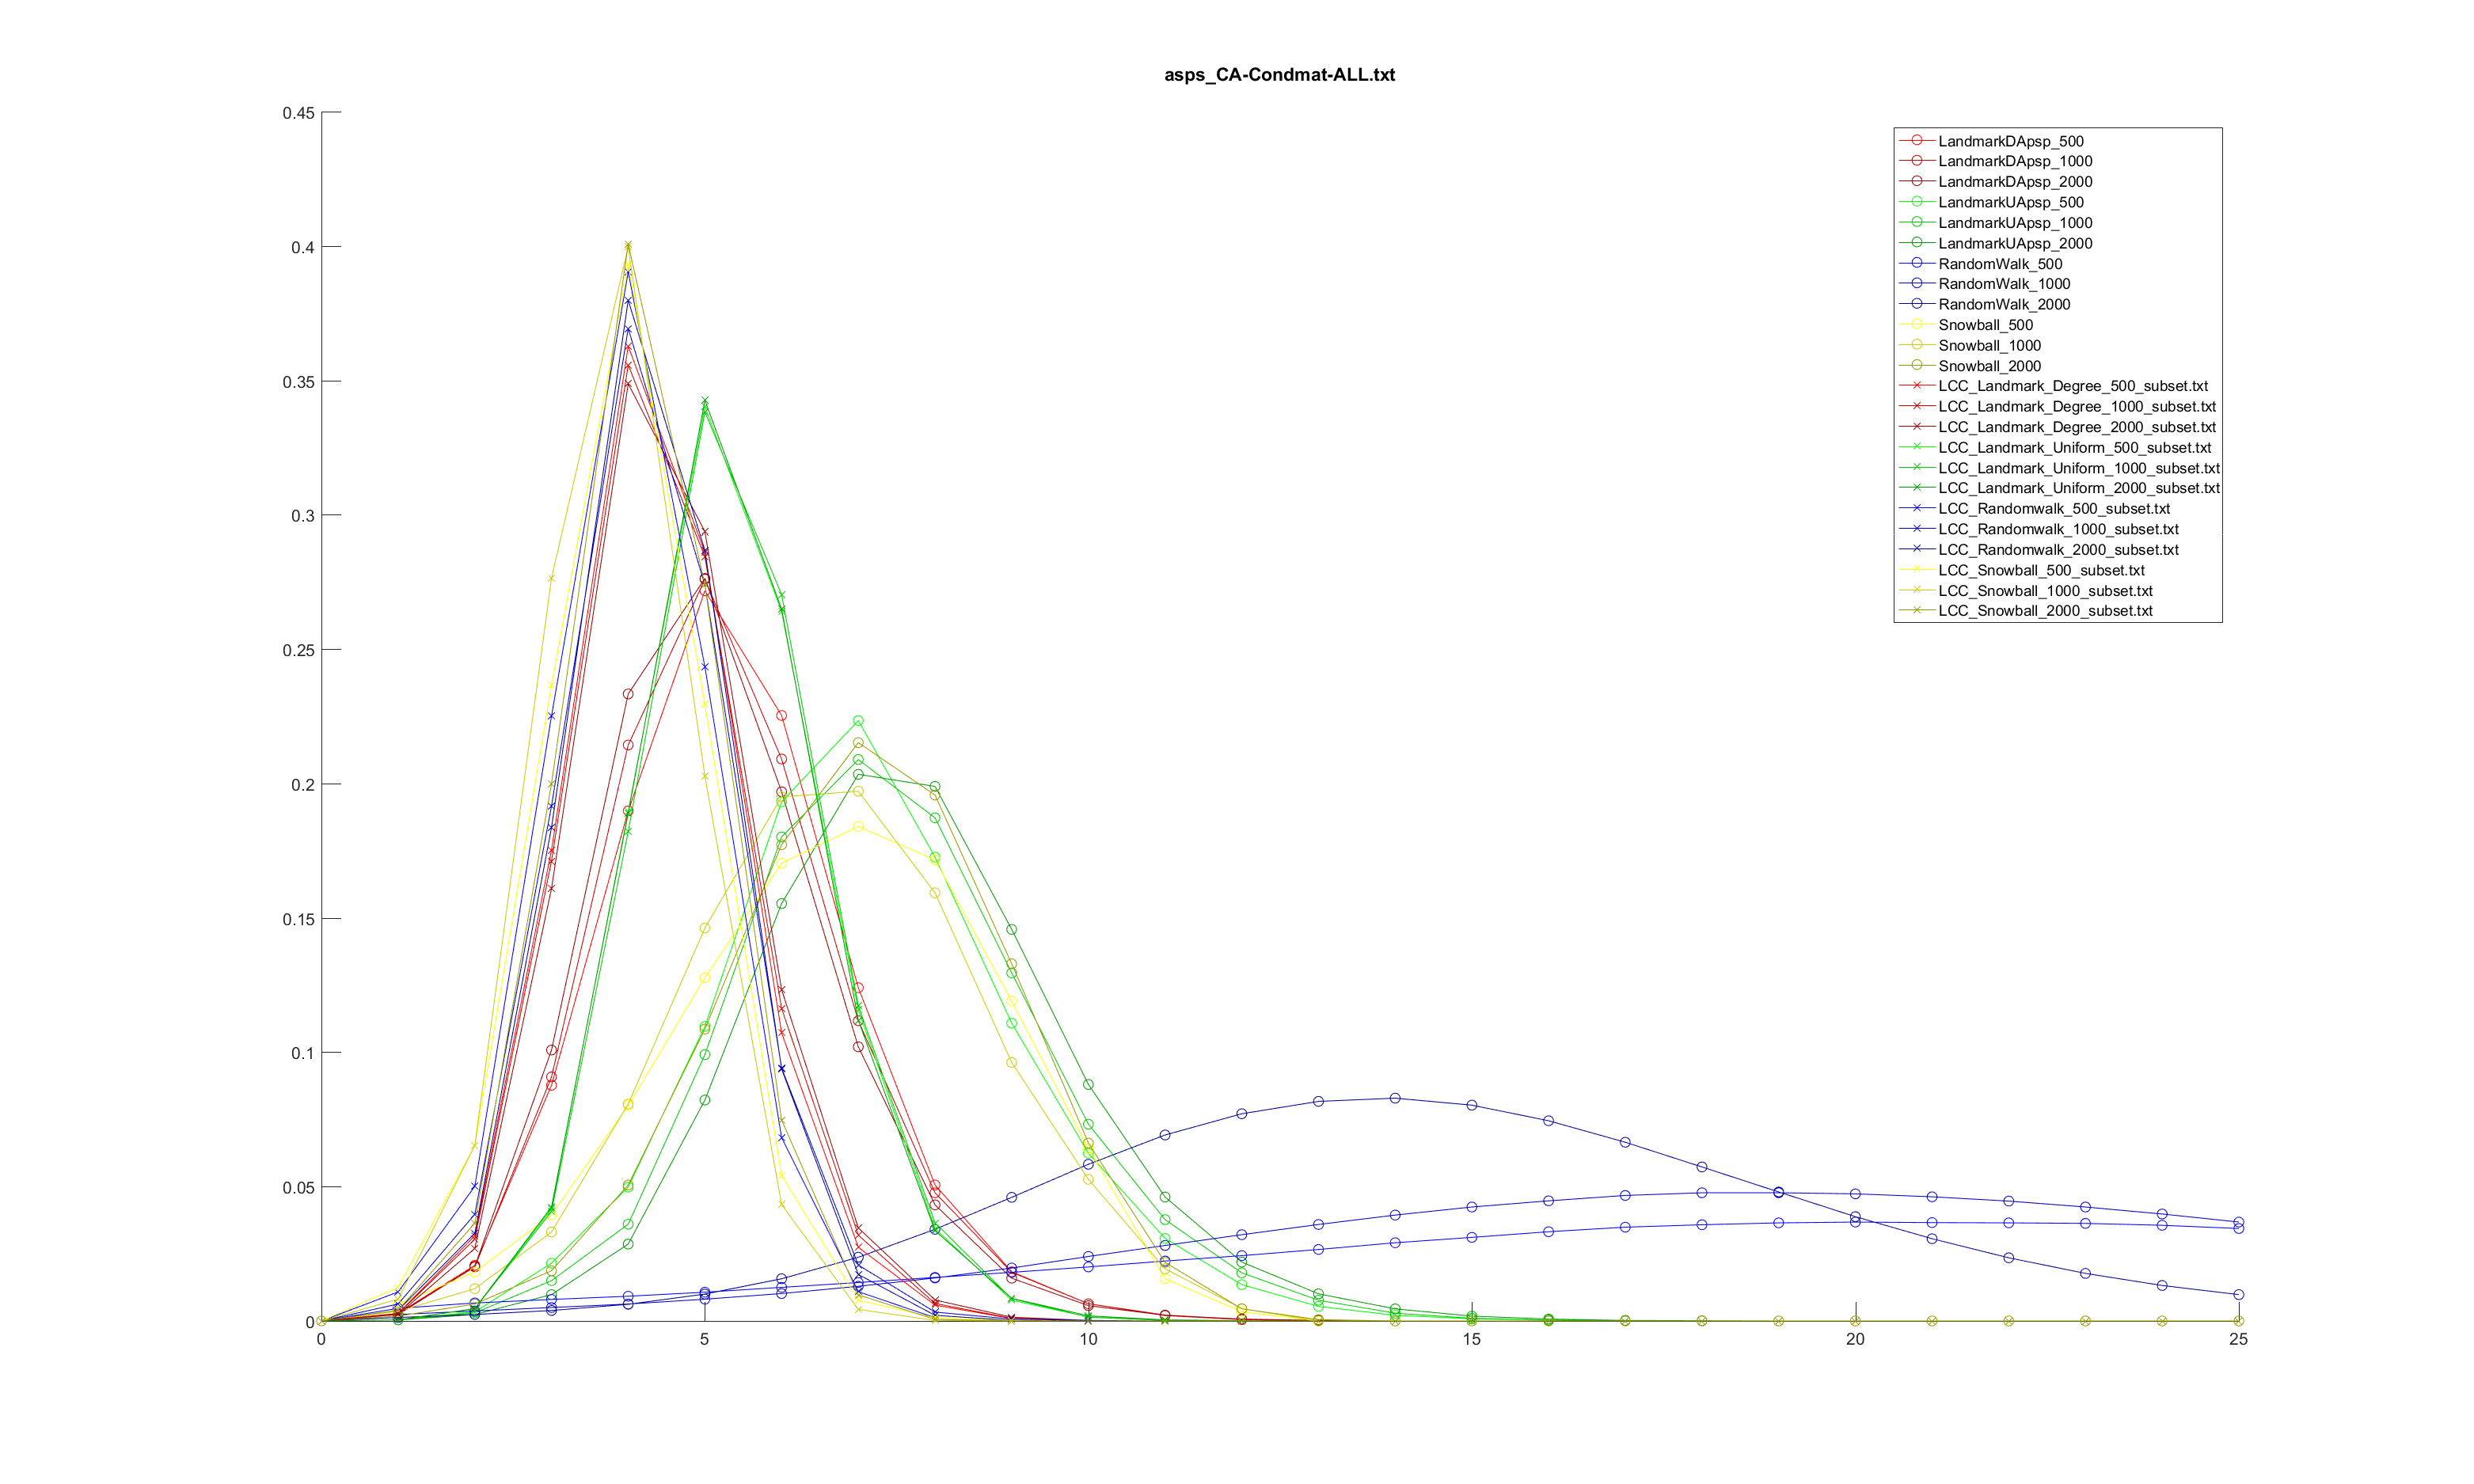 asps_CA-Condmat-ALL.txt
0.45
0.4
0.35
0.3
0.25
0.2
0.15
0.1
0.05
0
0 5 10 15 20 25
LandmarkDApsp_500
LandmarkDApsp_1000
LandmarkDApsp_2000
LandmarkUApsp_500
LandmarkUApsp_1000
LandmarkUApsp_2000
RandomWalk_500
RandomWalk_1000
RandomWalk_2000
Snowball_500
Snowball_1000
Snowball_2000
LCC_Landmark_Degree_500_subset.txt
LCC_Landmark_Degree_1000_subset.txt
LCC_Landmark_Degree_2000_subset.txt
LCC_Landmark_Uniform_500_subset.txt
LCC_Landmark_Uniform_1000_subset.txt
LCC_Landmark_Uniform_2000_subset.txt
LCC_Randomwalk_500_subset.txt
LCC_Randomwalk_1000_subset.txt
LCC_Randomwalk_2000_subset.txt
LCC_Snowball_500_subset.txt
LCC_Snowball_1000_subset.txt
LCC_Snowball_2000_subset.txt